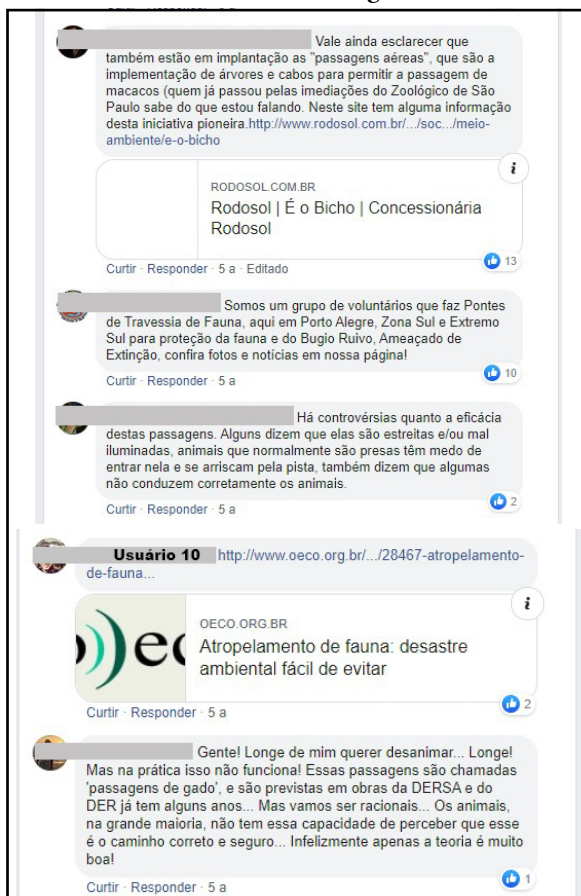 Vale ainda esclarecer que
também estão em implantação as "passagens aéreas", que são a
implementação de árvores e cabos para permitir a passagem de
macacos (quem já passou pelas imediações do Zoológico de São
Paulo sabe do que estou falando. Neste site tem alguma informação
desta iniciativa pioneira.http://www.rodosol.com.br/.../soc.../meio-
ambiente/e-o-bicho
i
RODOSOL.COM.BR
Rodosol | É o Bicho | Concessionária
Rodosol
13
Curtir · Responder · 5 a · Editado
Somos um grupo de voluntários que faz Pontes
de Travessia de Fauna, aqui em Porto Alegre, Zona Sul e Extremo
Sul para proteção da fauna e do Bugio Ruivo, Ameaçado de
Extinção, confira fotos e notícias em nossa página!
10
Curtir · Responder · 5 a
Há controvérsias quanto a eficácia
destas passagens. Alguns dizem que elas são estreitas e/ou mal
iluminadas, animais que normalmente são presas têm medo de
entrar nela e se arriscam pela pista, também dizem que algumas
não conduzem corretamente os animais.
2
Curtir · Responder · 5 a
Usuário 10 http://www.oeco.org.br/.../28467-atropelamento-
de-fauna...
i
OECO.ORG.BR
Atropelamento de fauna: desastre
ambiental fácil de evitar
2
Curtir · Responder · 5 a
Gente! Longe de mim querer desanimar... Longe!
Mas na prática isso não funciona! Essas passagens são chamadas
'passagens de gado', e são previstas em obras da DERSA e do
DER já tem alguns anos... Mas vamos ser racionais... Os animais,
na grande maioria, não tem essa capacidade de perceber que esse
é o caminho correto e seguro... Infelizmente apenas a teoria é muito
boa!
1
Curtir · Responder · 5 a